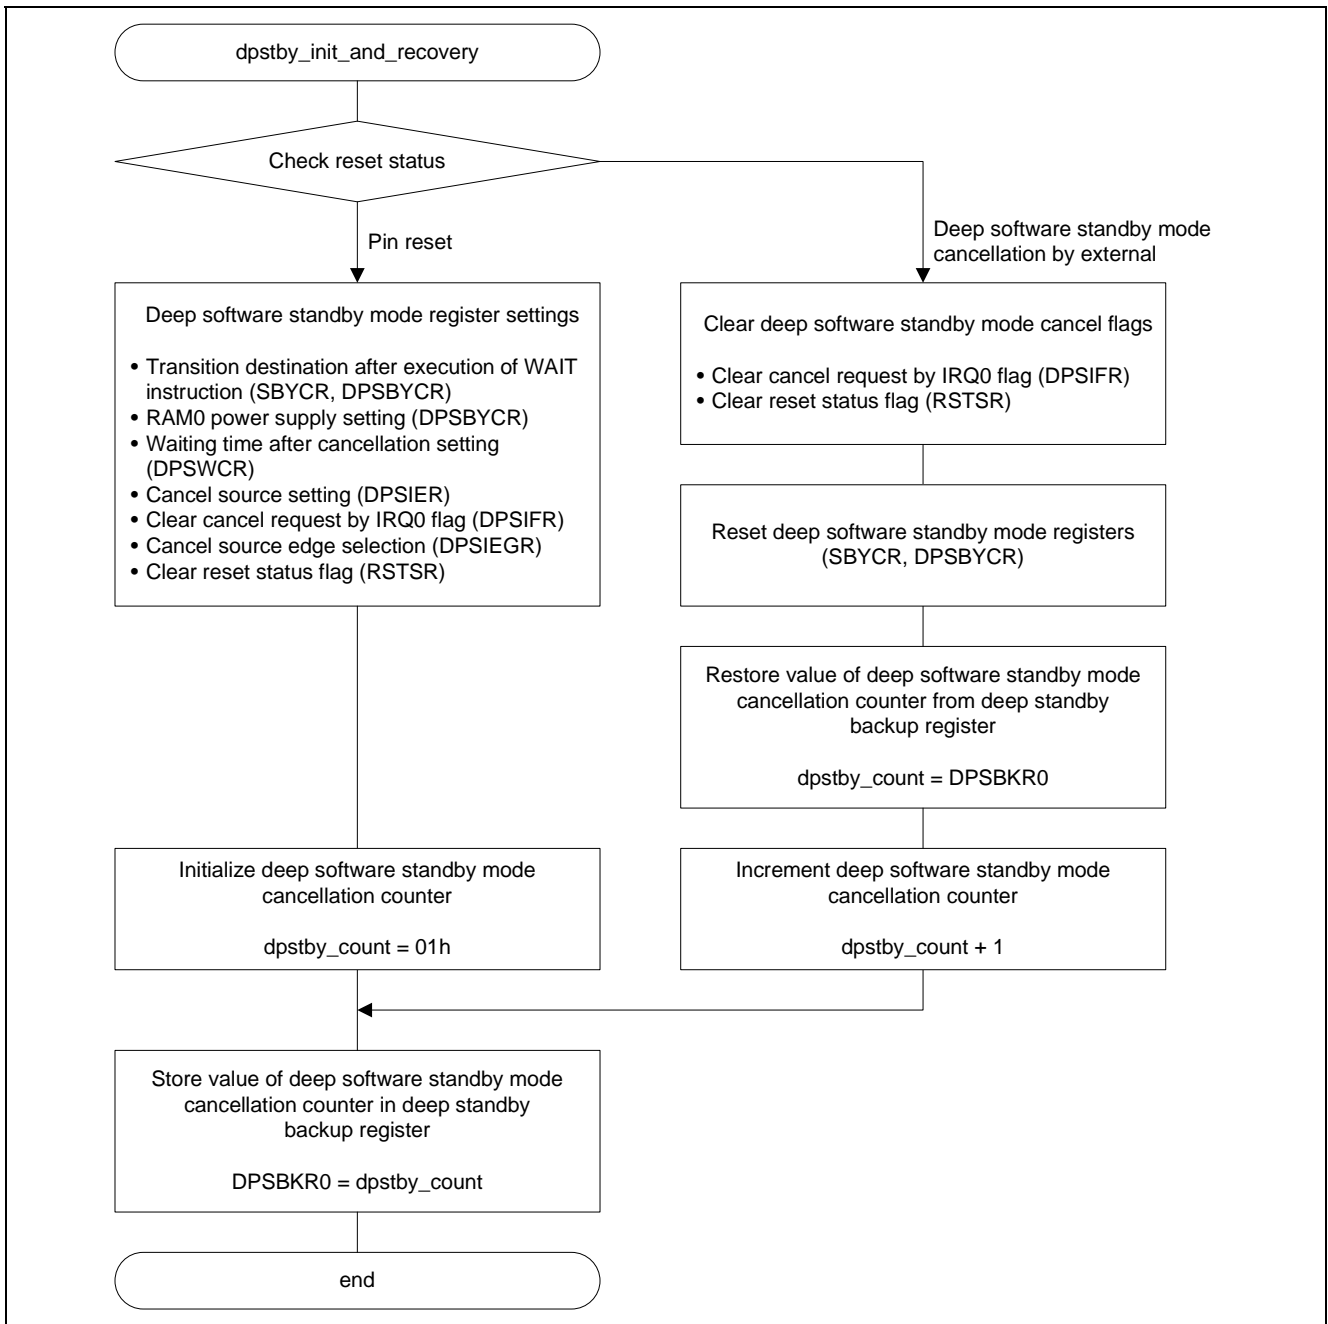 dpstby_init_and_recovery
Check reset status
Pin reset
Deep software standby mode
cancellation by external
Deep software standby mode register settings
• Transition destination after execution of WAIT
instruction (SBYCR, DPSBYCR)
• RAM0 power supply setting (DPSBYCR)
• Waiting time after cancellation setting
(DPSWCR)
• Cancel source setting (DPSIER)
• Clear cancel request by IRQ0 flag (DPSIFR)
• Cancel source edge selection (DPSIEGR)
• Clear reset status flag (RSTSR)
Clear deep software standby mode cancel flags
• Clear cancel request by IRQ0 flag (DPSIFR)
• Clear reset status flag (RSTSR)
Reset deep software standby mode registers
(SBYCR, DPSBYCR)
Restore value of deep software standby mode
cancellation counter from deep standby
backup register
dpstby_count = DPSBKR0
Initialize deep software standby mode
cancellation counter
dpstby_count = 01h
Increment deep software standby mode
cancellation counter
dpstby_count + 1
Store value of deep software standby mode
cancellation counter in deep standby
backup register
DPSBKR0 = dpstby_count
end